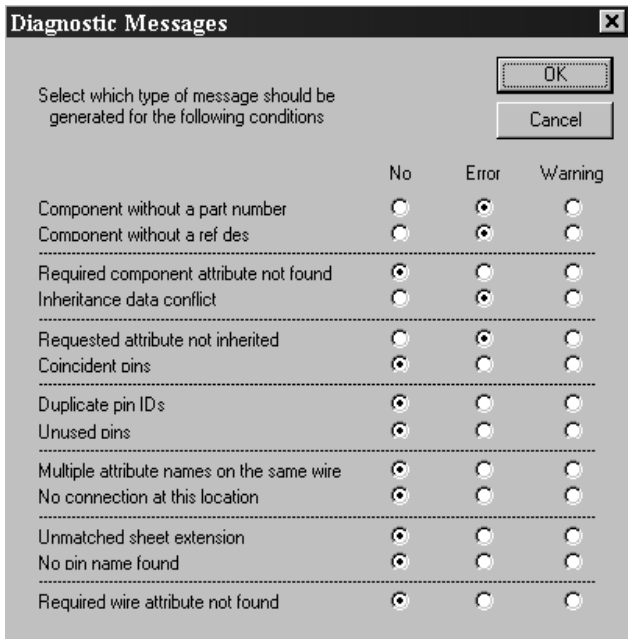 Diagnostic Messages
OK
Select which type of message should be
generated for the following conditions
Cancel
No Error Warning
Component without a part number
Component without a ref des
Required component attribute not found
Inheritance data conflict
Requested attribute not inherited
Coincident pins
Duplicate pin IDs
Unused pins
Multiple attribute names on the same wire
No connection at this location
Unmatched sheet extension
No pin name found
Required wire attribute not found